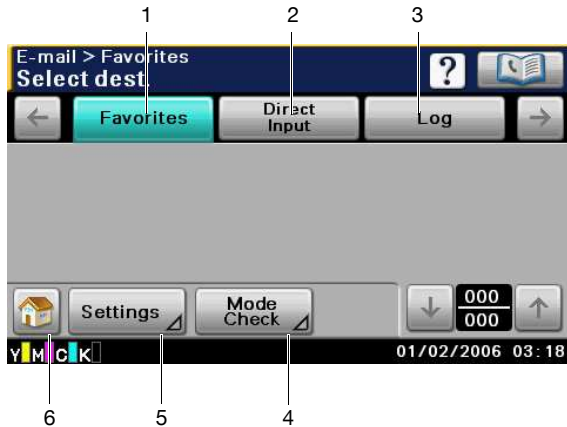 1 2 3
E-mail > Favorites
Select dest.
?
← Favorites Direct Input Log →
Settings Mode Check ↓ 000 000 ↑
Y M C K 01/02/2006 03:18
6 5 4